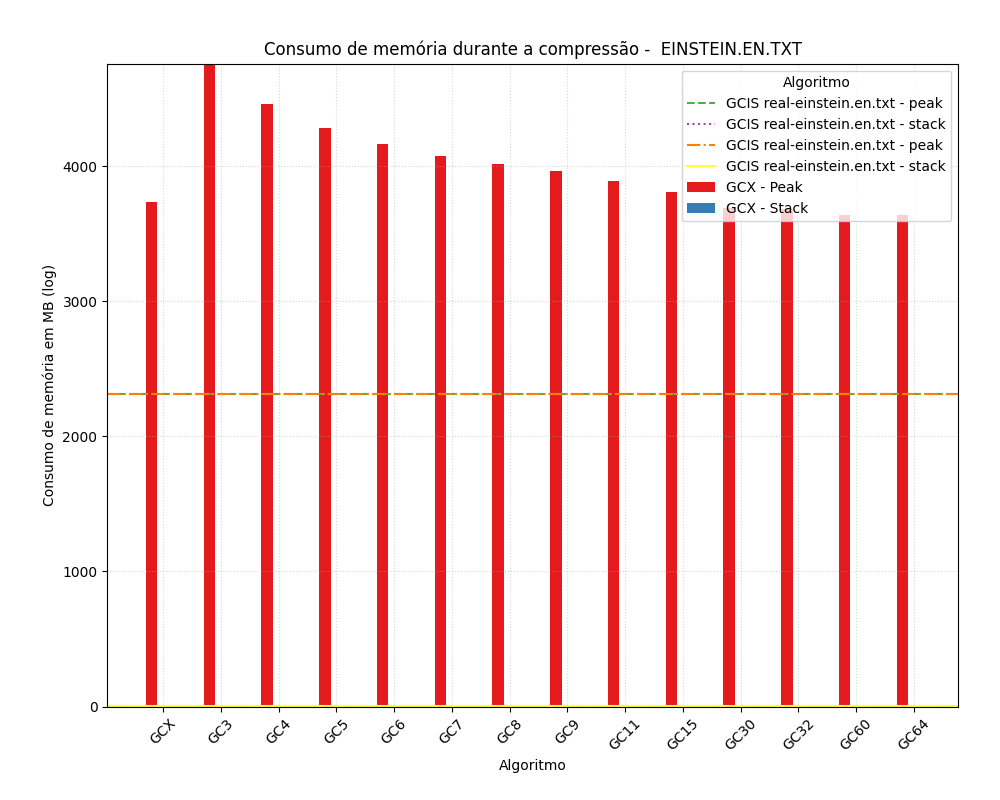 Consumo de memória durante a compressão -  EINSTEIN.EN.TXT
Algoritmo
GCIS real-einstein.en.txt - peak
GCIS real-einstein.en.txt - stack
GCIS real-einstein.en.txt - peak
GCIS real-einstein.en.txt - stack
GCX - Peak
GCX - Stack
Consumo de memória em MB (log)
4000
3000
2000
1000
0
GCX
GC3
GC4
GC5
GC6
GC7
GC8
GC9
GC11
GC15
GC30
GC32
GC60
GC64
Algoritmo